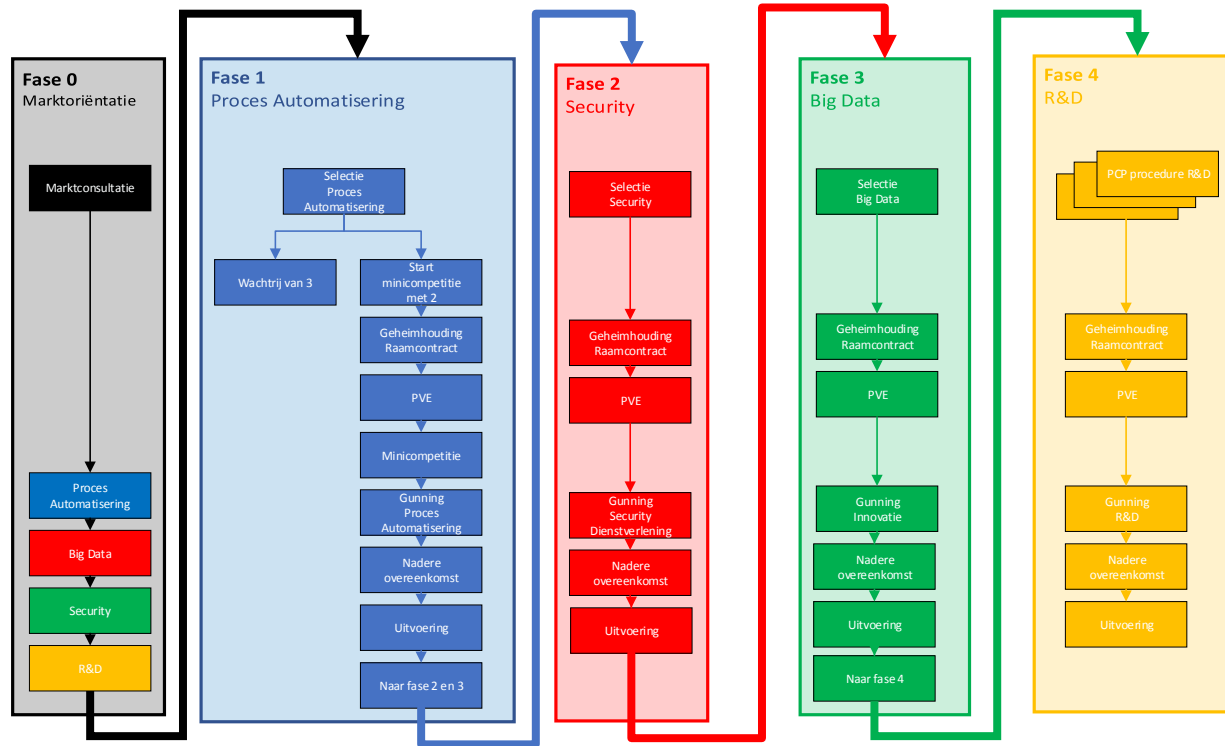 Fase 0
Marktoriëntatie
Marktconsultatie
Proces
Automatisering
Big Data
Security
R&D
Fase 1
Proces Automatisering
Selectie
Proces
Automatisering
Wachtrij van 3
Start
minicompetitie
met 2
Geheimhouding
Raamcontract
PVE
Minicompetitie
Gunning
Proces
Automatisering
Nadere
overeenkomst
Uitvoering
Naar fase 2 en 3
Fase 2
Security
Selectie
Security
Geheimhouding
Raamcontract
PVE
Gunning
Security
Dienstverlening
Nadere
overeenkomst
Uitvoering
Fase 3
Big Data
Selectie
Big Data
Geheimhouding
Raamcontract
PVE
Gunning
Innovatie
Nadere
overeenkomst
Uitvoering
Naar fase 4
Fase 4
R&D
PCP procedure R&D
Geheimhouding
Raamcontract
PVE
Gunning
R&D
Nadere
overeenkomst
Uitvoering